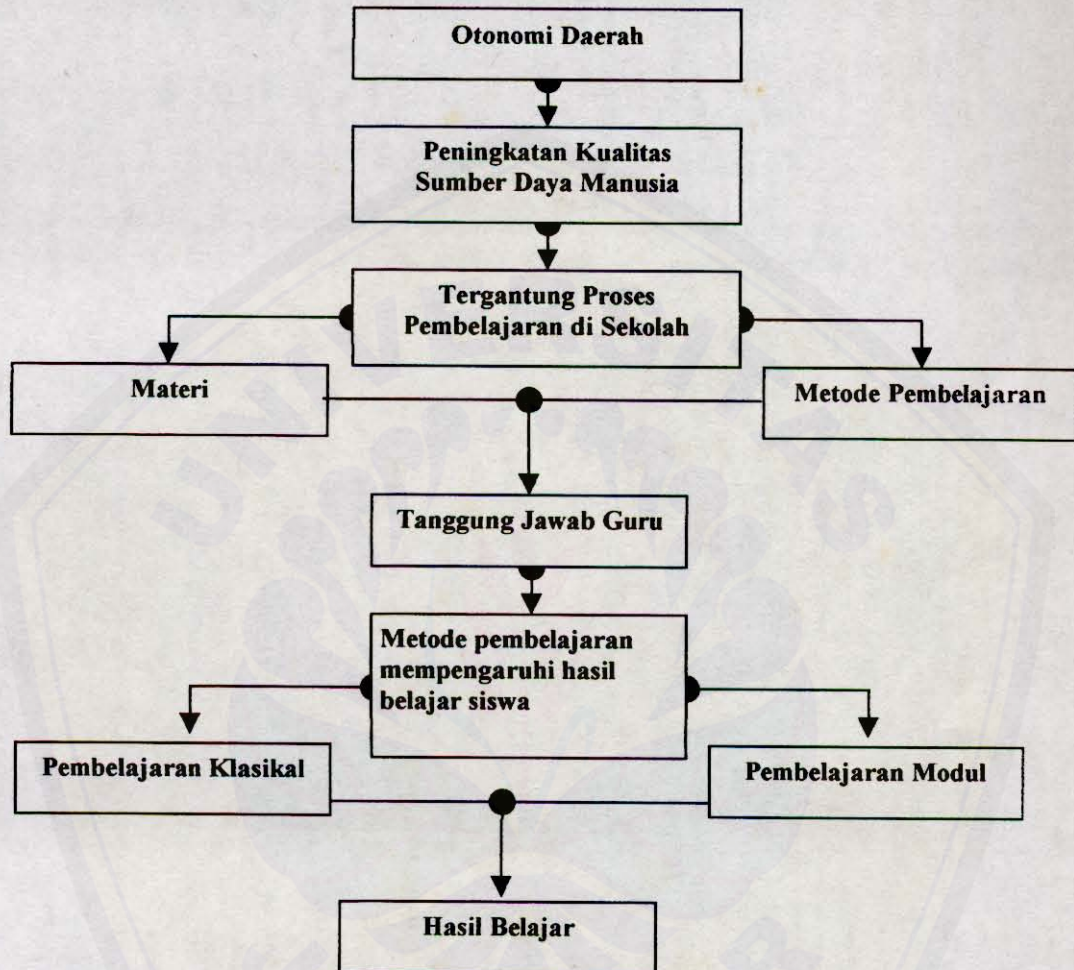 Otonomi Daerah
Peningkatan Kualitas
Sumber Daya Manusia
Tergantung Proses
Pembelajaran di Sekolah
Materi
Metode Pembelajaran
Tanggung Jawab Guru
Metode pembelajaran
mempengaruhi hasil
belajar siswa
Pembelajaran Klasikal
Pembelajaran Modul
Hasil Belajar
UNIVERSITAS